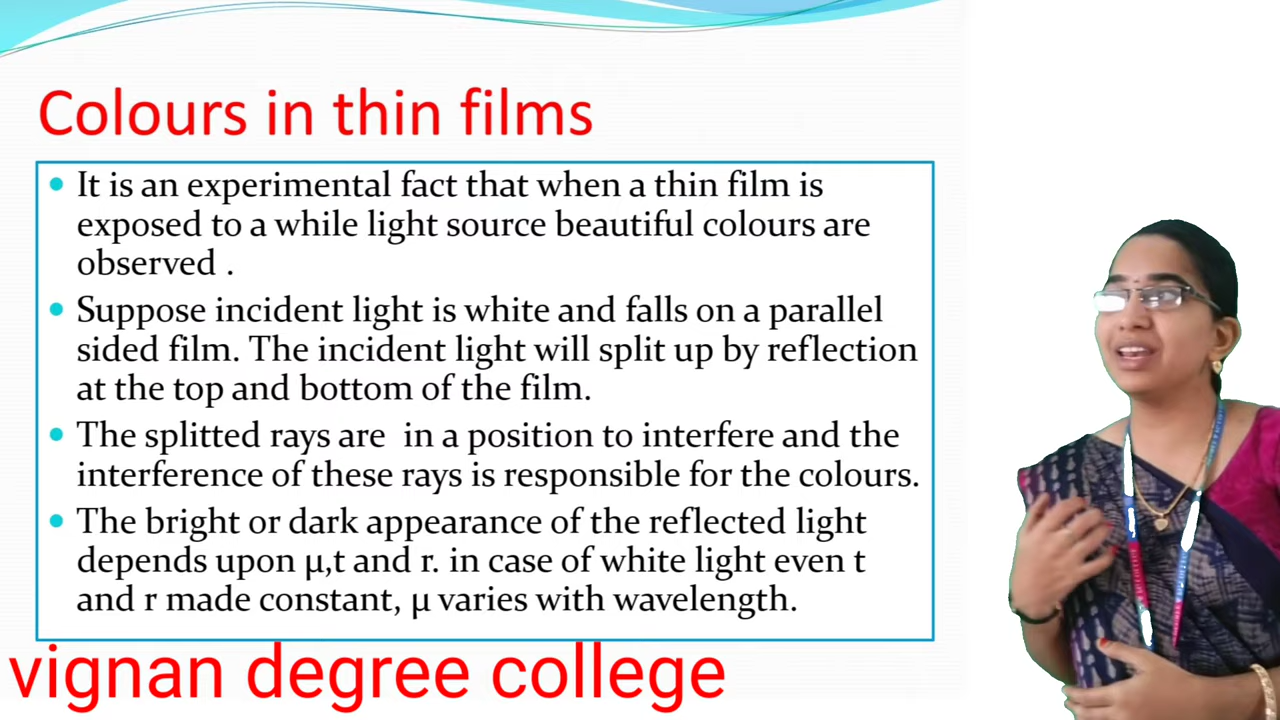 Colours in thin films
• It is an experimental fact that when a thin film is
exposed to a while light source beautiful colours are
observed .
• Suppose incident light is white and falls on a parallel
sided film. The incident light will split up by reflection
at the top and bottom of the film.
• The splitted rays are in a position to interfere and the
interference of these rays is responsible for the colours.
• The bright or dark appearance of the reflected light
depends upon μ,t and r. in case of white light even t
and r made constant, μ varies with wavelength.
vignan degree college